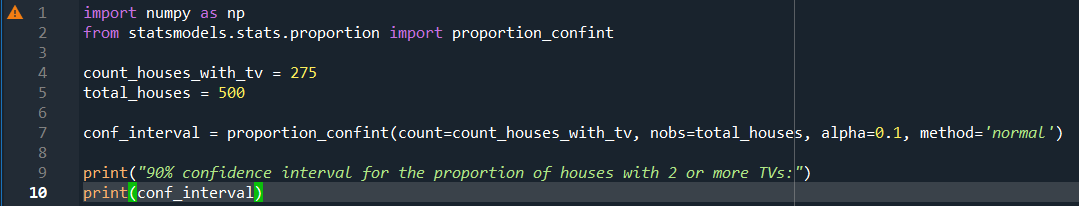 1 import numpy as np
2 from statsmodels.stats.proportion import proportion_confint
3
4 count_houses_with_tv = 275
5 total_houses = 500
6
7 conf_interval = proportion_confint(count=count_houses_with_tv, nobs=total_houses, alpha=0.1, method='normal')
8
9 print("90% confidence interval for the proportion of houses with 2 or more TVs:")
10 print(conf_interval)